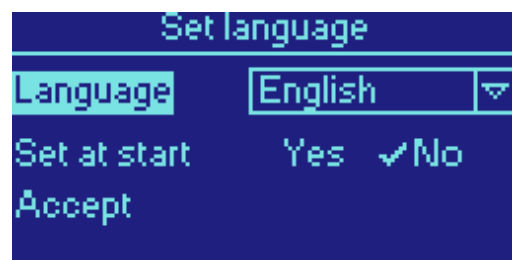 Set language
Language English
Set at start Yes ✓No
Accept